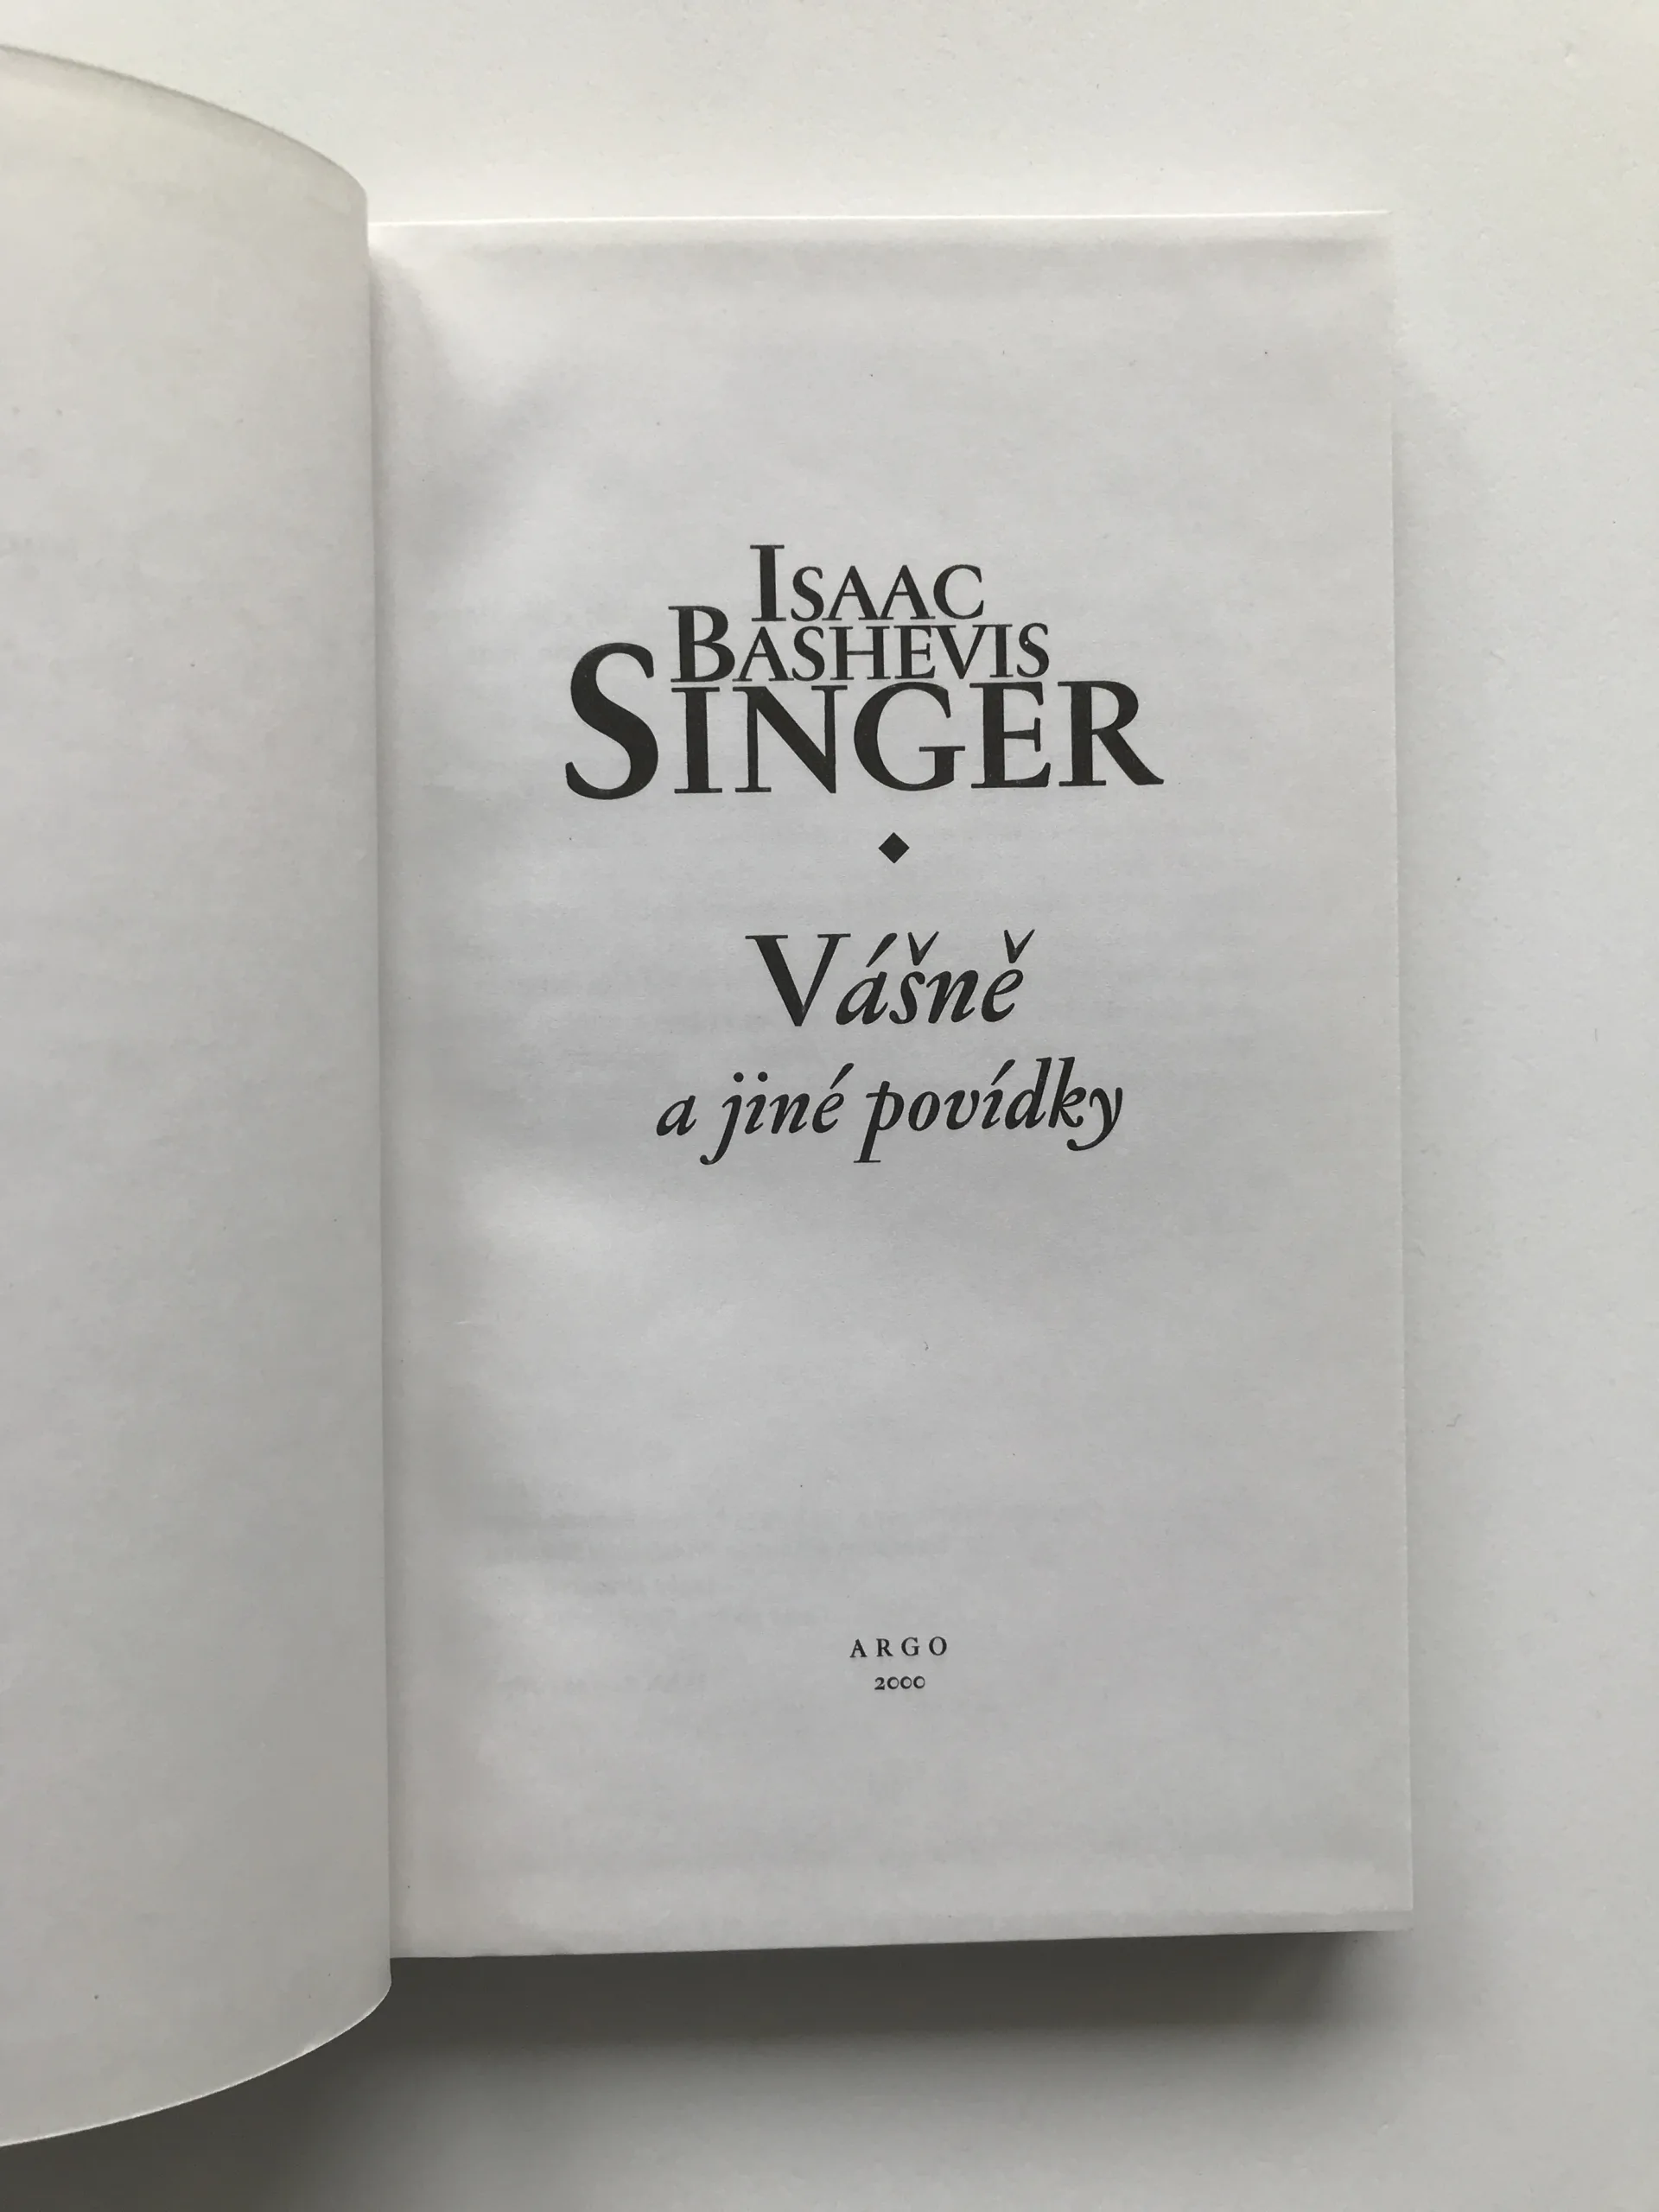 ISAAC
BASHEVIS
SINGER
Vášně
a jiné povídky
ARGO
2000